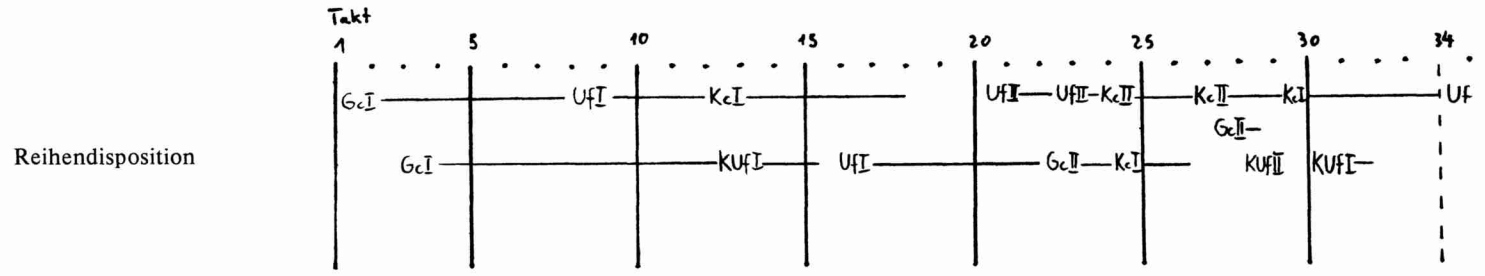 Takt
1 5 10 15 20 25 30 34
GcI UfI KcI UfII UfII KcII KcII KcI Uf
GcII
Reihendisposition GcI KUfI UfI GcII KcI KUfII KUfI